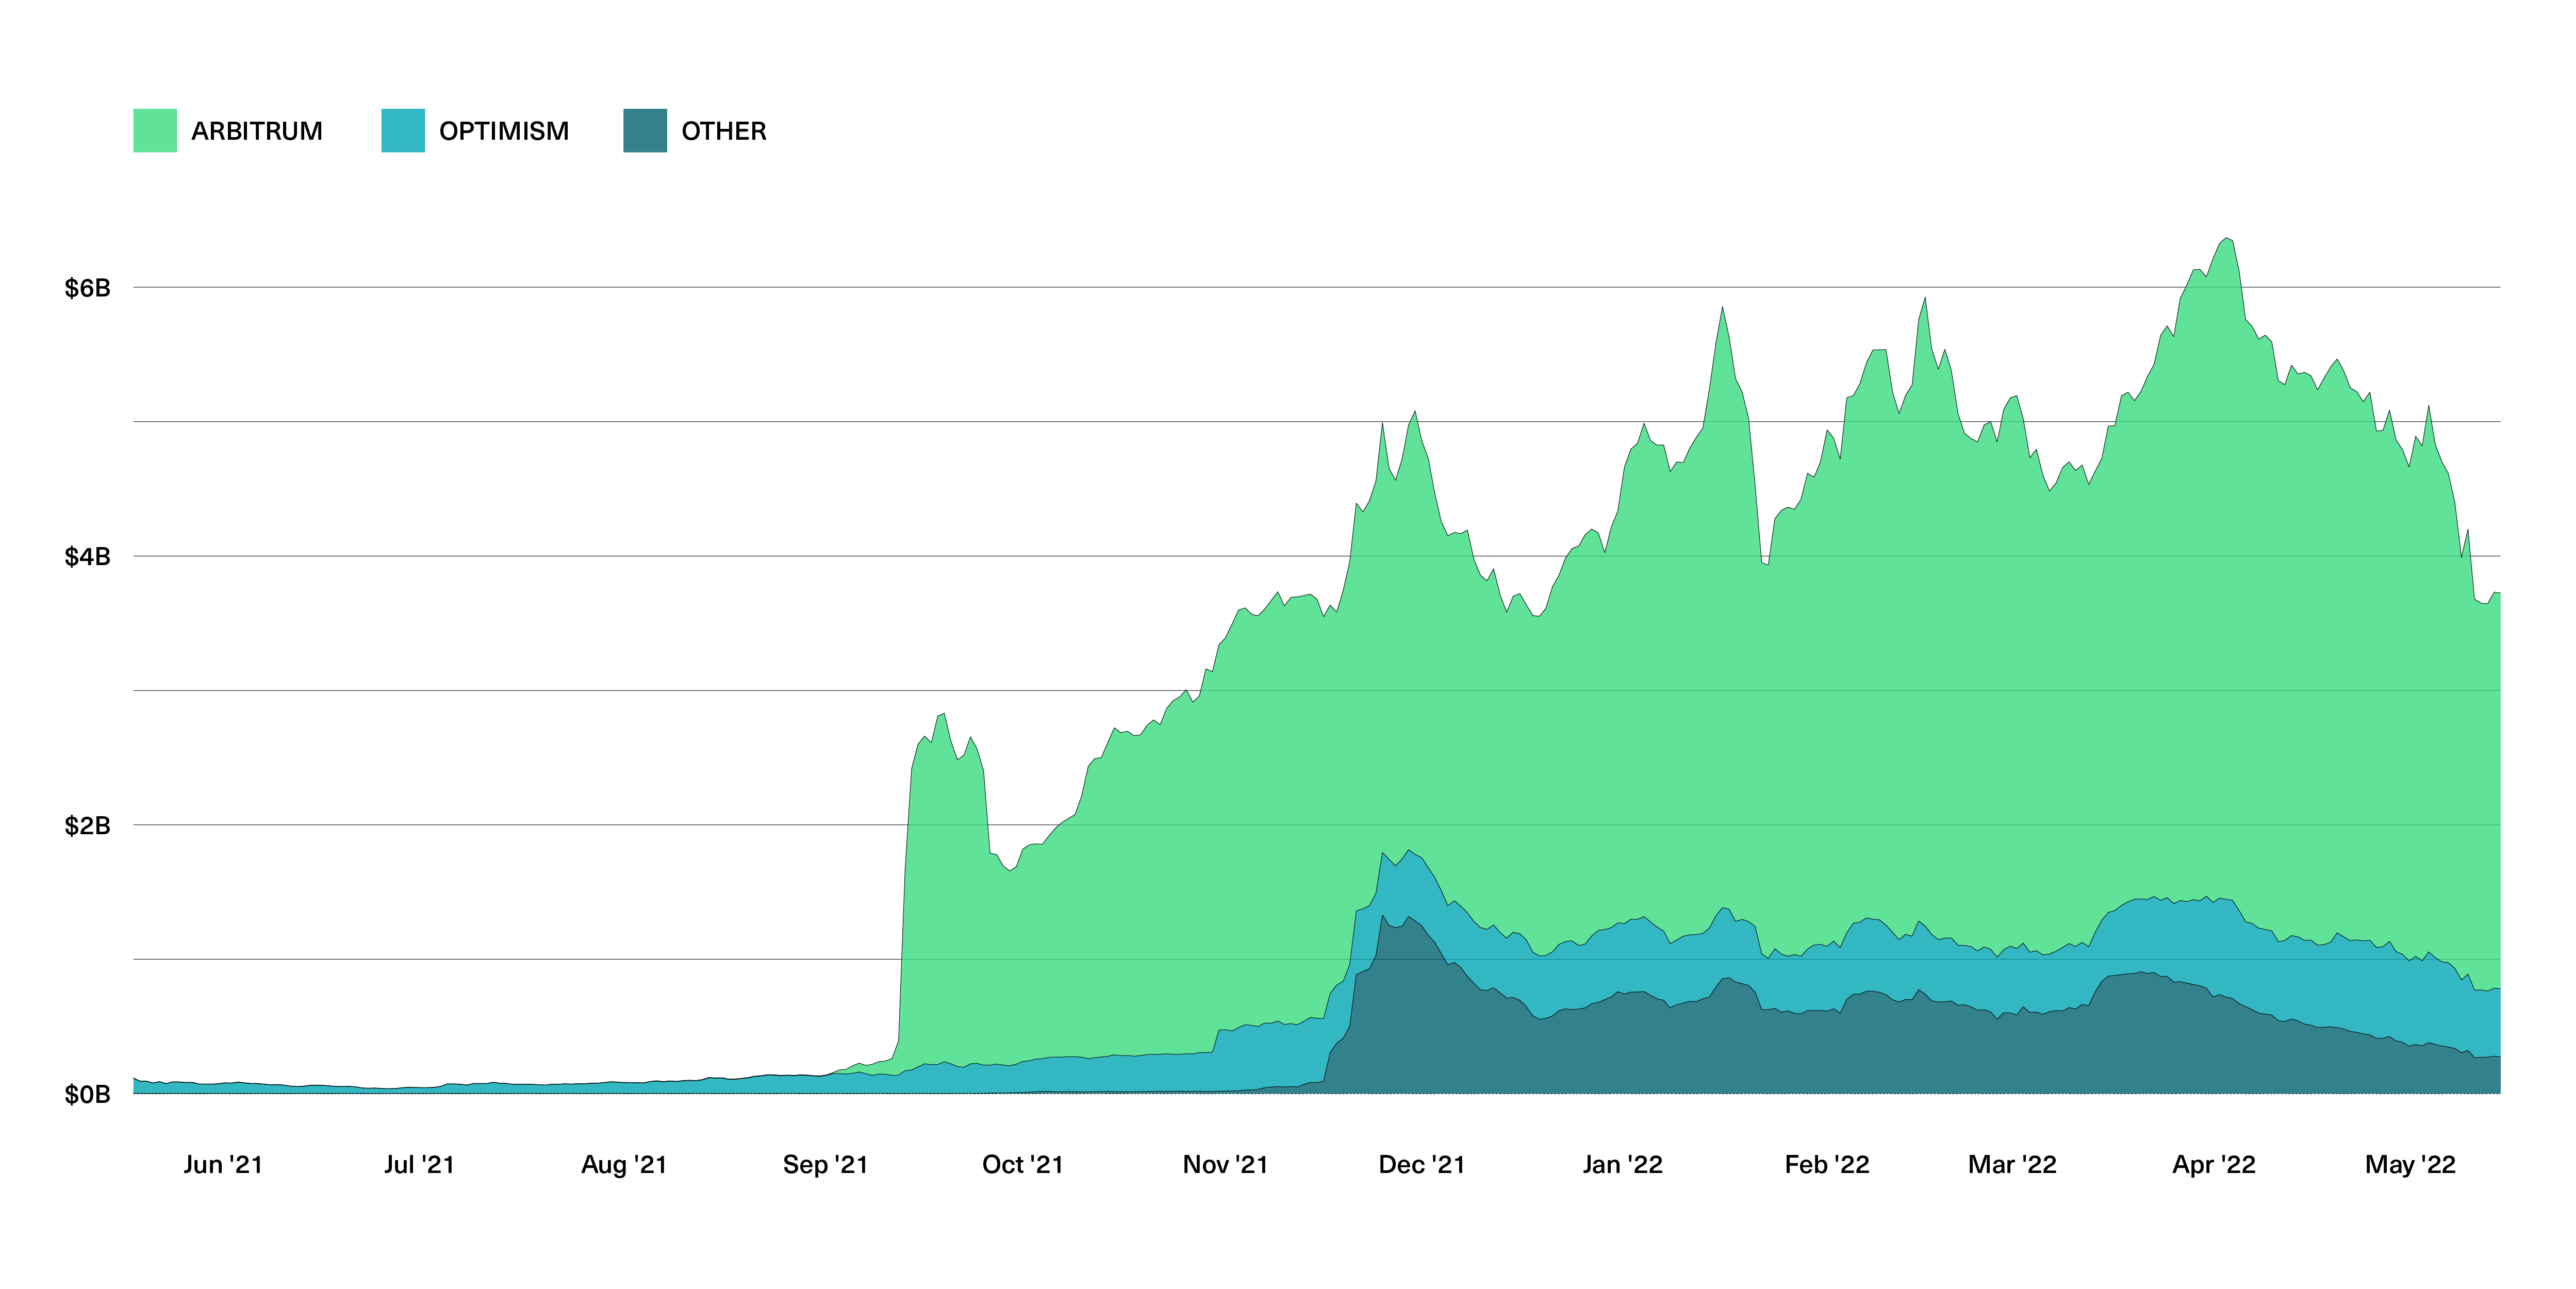 ARBITRUM OPTIMISM OTHER
$6B
$4B
$2B
$0B
Jun '21 Jul '21 Aug '21 Sep '21 Oct '21 Nov '21 Dec '21 Jan '22 Feb '22 Mar '22 Apr '22 May '22